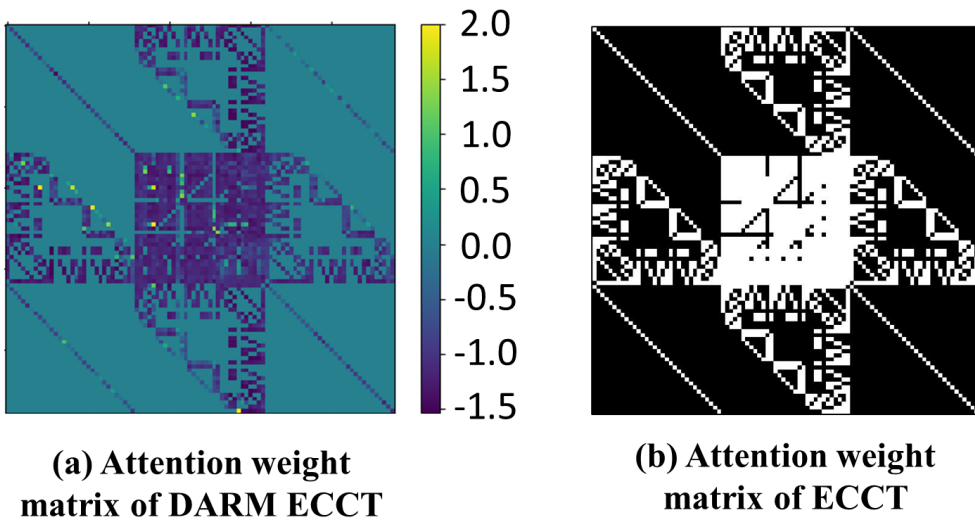 2.0
1.5
1.0
0.5
0.0
-0.5
-1.0
-1.5
(a) Attention weight
matrix of DARM ECCT
(b) Attention weight
matrix of ECCT